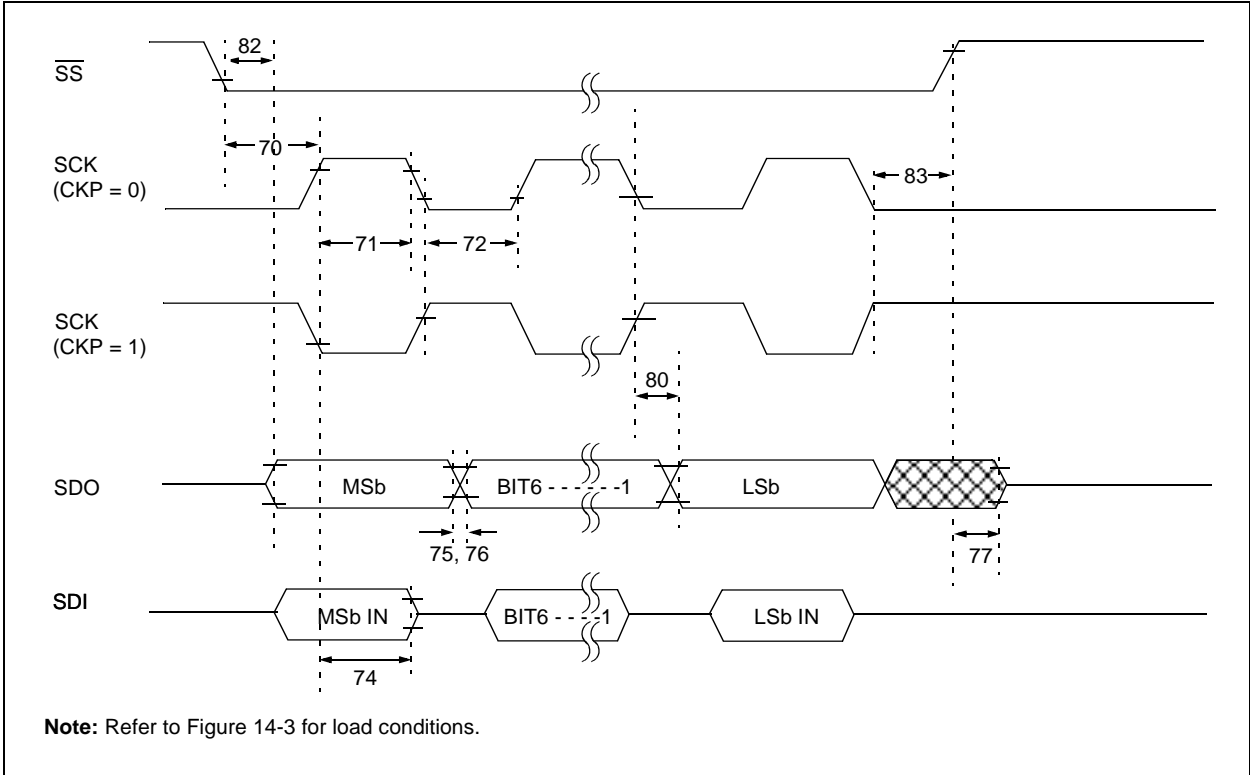 82
SS
70
SCK
(CKP = 0)
83
71
72
SCK
(CKP = 1)
80
SDO
MSb
BIT6 - - - - - - -1
LSb
75, 76
77
SDI
MSb IN
BIT6 - - - -1
LSb IN
74
Note: Refer to Figure 14-3 for load conditions.